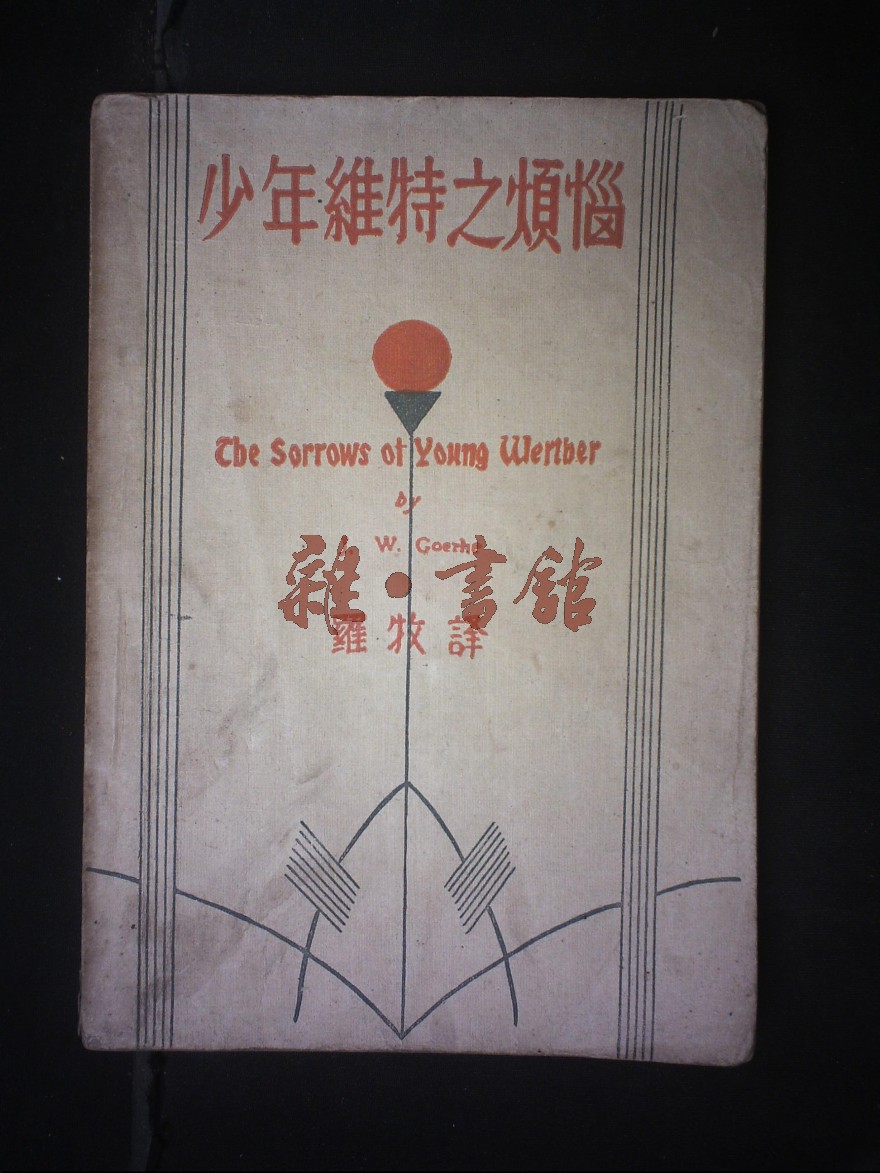 少年維特之煩惱
The Sorrows of Young Werther
by
W. Goethe
雜·書館
羅牧譯